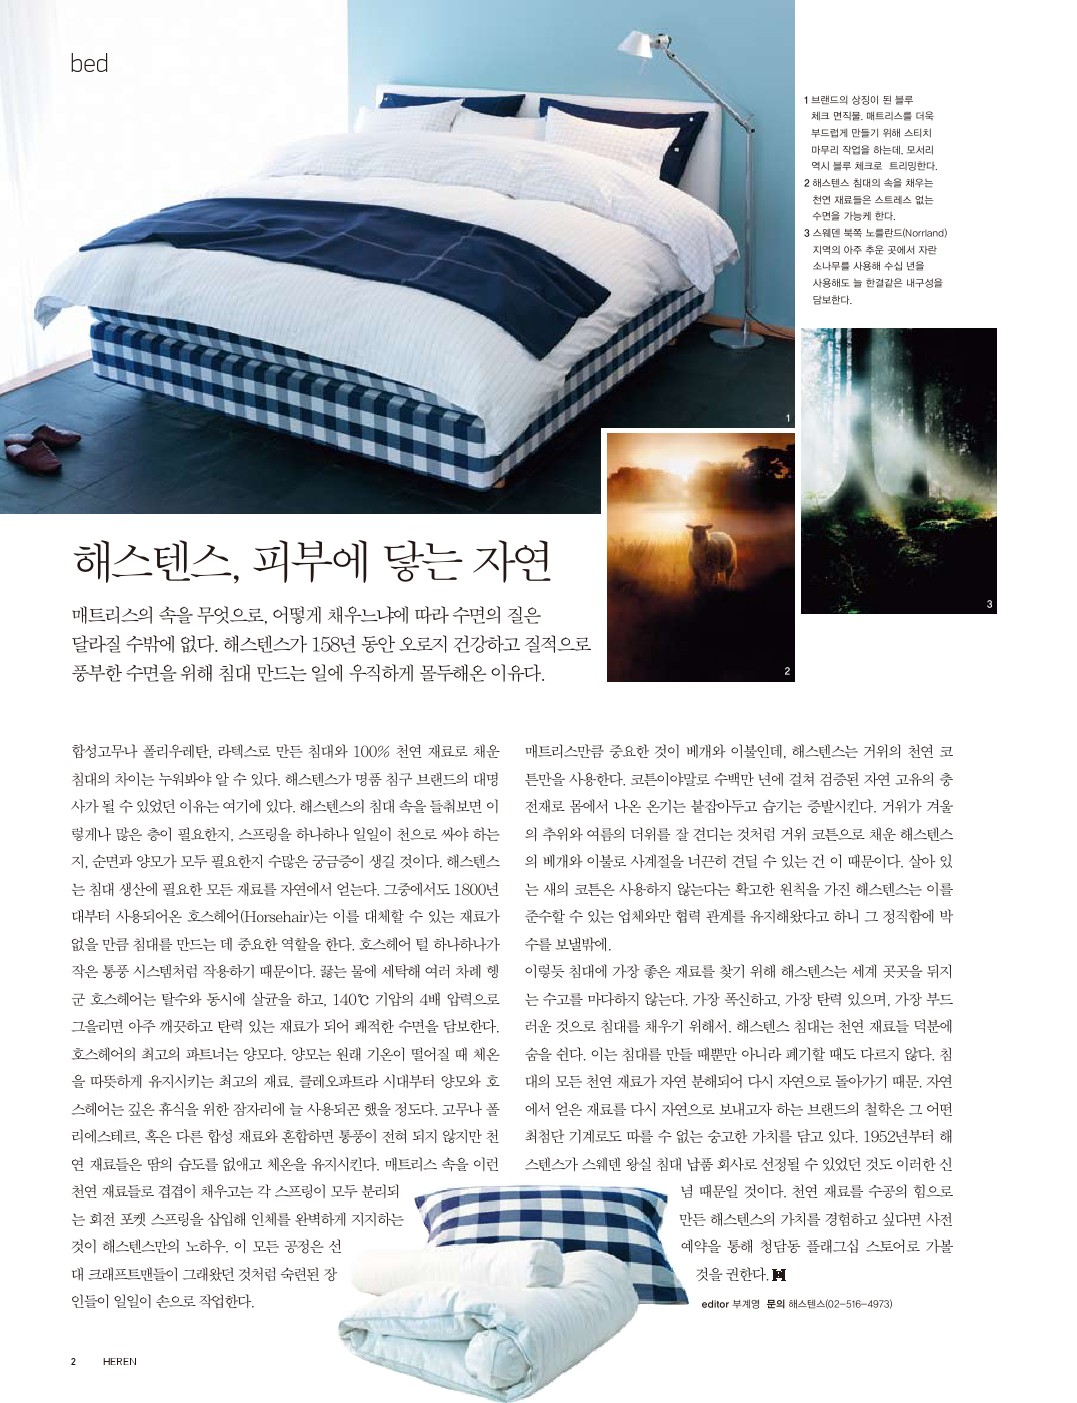 bed
1 브랜드의 상징이 된 블루
체크 면직물. 매트리스를 더욱
부드럽게 만들기 위해 스티치
마무리 작업을 하는데, 모서리
역시 블루 체크로 트리밍한다.
2 해스텐스 침대의 속을 채우는
천연 재료들은 스트레스 없는
수면을 가능케 한다.
3 스웨덴 북쪽 노를란드(Norrland)
지역의 아주 추운 곳에서 자란
소나무를 사용해 수십 년을
사용해도 늘 한결같은 내구성을
담보한다.
1
3
2
해스텐스, 피부에 닿는 자연
매트리스의 속을 무엇으로, 어떻게 채우느냐에 따라 수면의 질은
달라질 수밖에 없다. 해스텐스가 158년 동안 오로지 건강하고 질적으로
풍부한 수면을 위해 침대 만드는 일에 우직하게 몰두해온 이유다.
합성고무나 폴리우레탄, 라텍스로 만든 침대와 100% 천연 재료로 채운
침대의 차이는 누워봐야 알 수 있다. 해스텐스가 명품 침구 브랜드의 대명
사가 될 수 있었던 이유는 여기에 있다. 해스텐스의 침대 속을 들춰보면 이
렇게나 많은 층이 필요한지, 스프링을 하나하나 일일이 천으로 싸야 하는
지, 순면과 양모가 모두 필요한지 수많은 궁금증이 생길 것이다. 해스텐스
는 침대 생산에 필요한 모든 재료를 자연에서 얻는다. 그중에서도 1800년
대부터 사용되어온 호스헤어(Horsehair)는 이를 대체할 수 있는 재료가
없을 만큼 침대를 만드는 데 중요한 역할을 한다. 호스헤어 털 하나하나가
작은 통풍 시스템처럼 작용하기 때문이다. 끓는 물에 세탁해 여러 차례 헹
군 호스헤어는 탈수와 동시에 살균을 하고, 140℃ 기압의 4배 압력으로
그을리면 아주 깨끗하고 탄력 있는 재료가 되어 쾌적한 수면을 담보한다.
호스헤어의 최고의 파트너는 양모다. 양모는 원래 기온이 떨어질 때 체온
을 따뜻하게 유지시키는 최고의 재료. 클레오파트라 시대부터 양모와 호
스헤어는 깊은 휴식을 위한 잠자리에 늘 사용되곤 했을 정도다. 고무나 폴
리에스테르, 혹은 다른 합성 재료와 혼합하면 통풍이 전혀 되지 않지만 천
연 재료들은 땀의 습도를 없애고 체온을 유지시킨다. 매트리스 속을 이런
천연 재료들로 겹겹이 채우고는 각 스프링이 모두 분리되
는 회전 포켓 스프링을 삽입해 인체를 완벽하게 지지하는
것이 해스텐스만의 노하우. 이 모든 공정은 선
대 크래프트맨들이 그래왔던 것처럼 숙련된 장
인들이 일일이 손으로 작업한다.
매트리스만큼 중요한 것이 베개와 이불인데, 해스텐스는 거위의 천연 코
튼만을 사용한다. 코튼이야말로 수백만 년에 걸쳐 검증된 자연 고유의 충
전재로 몸에서 나온 온기는 붙잡아두고 습기는 증발시킨다. 거위가 겨울
의 추위와 여름의 더위를 잘 견디는 것처럼 거위 코튼으로 채운 해스텐스
의 베개와 이불로 사계절을 너끈히 견딜 수 있는 건 이 때문이다. 살아 있
는 새의 코튼은 사용하지 않는다는 확고한 원칙을 가진 해스텐스는 이를
준수할 수 있는 업체와만 협력 관계를 유지해왔다고 하니 그 정직함에 박
수를 보낼밖에.
이렇듯 침대에 가장 좋은 재료를 찾기 위해 해스텐스는 세계 곳곳을 뒤지
는 수고를 마다하지 않는다. 가장 폭신하고, 가장 탄력 있으며, 가장 부드
러운 것으로 침대를 채우기 위해서. 해스텐스 침대는 천연 재료들 덕분에
숨을 쉰다. 이는 침대를 만들 때뿐만 아니라 폐기할 때도 다르지 않다. 침
대의 모든 천연 재료가 자연 분해되어 다시 자연으로 돌아가기 때문. 자연
에서 얻은 재료를 다시 자연으로 보내고자 하는 브랜드의 철학은 그 어떤
최첨단 기계로도 따를 수 없는 숭고한 가치를 담고 있다. 1952년부터 해
스텐스가 스웨덴 왕실 침대 납품 회사로 선정될 수 있었던 것도 이러한 신
념 때문일 것이다. 천연 재료를 수공의 힘으로
만든 해스텐스의 가치를 경험하고 싶다면 사전
예약을 통해 청담동 플래그십 스토어로 가볼
것을 권한다.
editor 부계영 문의 해스텐스(02-516-4973)
2 HEREN